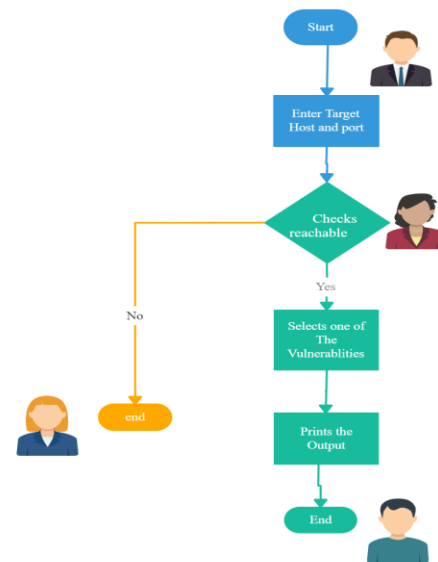 Start
Enter Target
Host and port
Checks
reachable
Yes
No
Selects one of
The
Vulnerablities
end
Prints the
Output
End